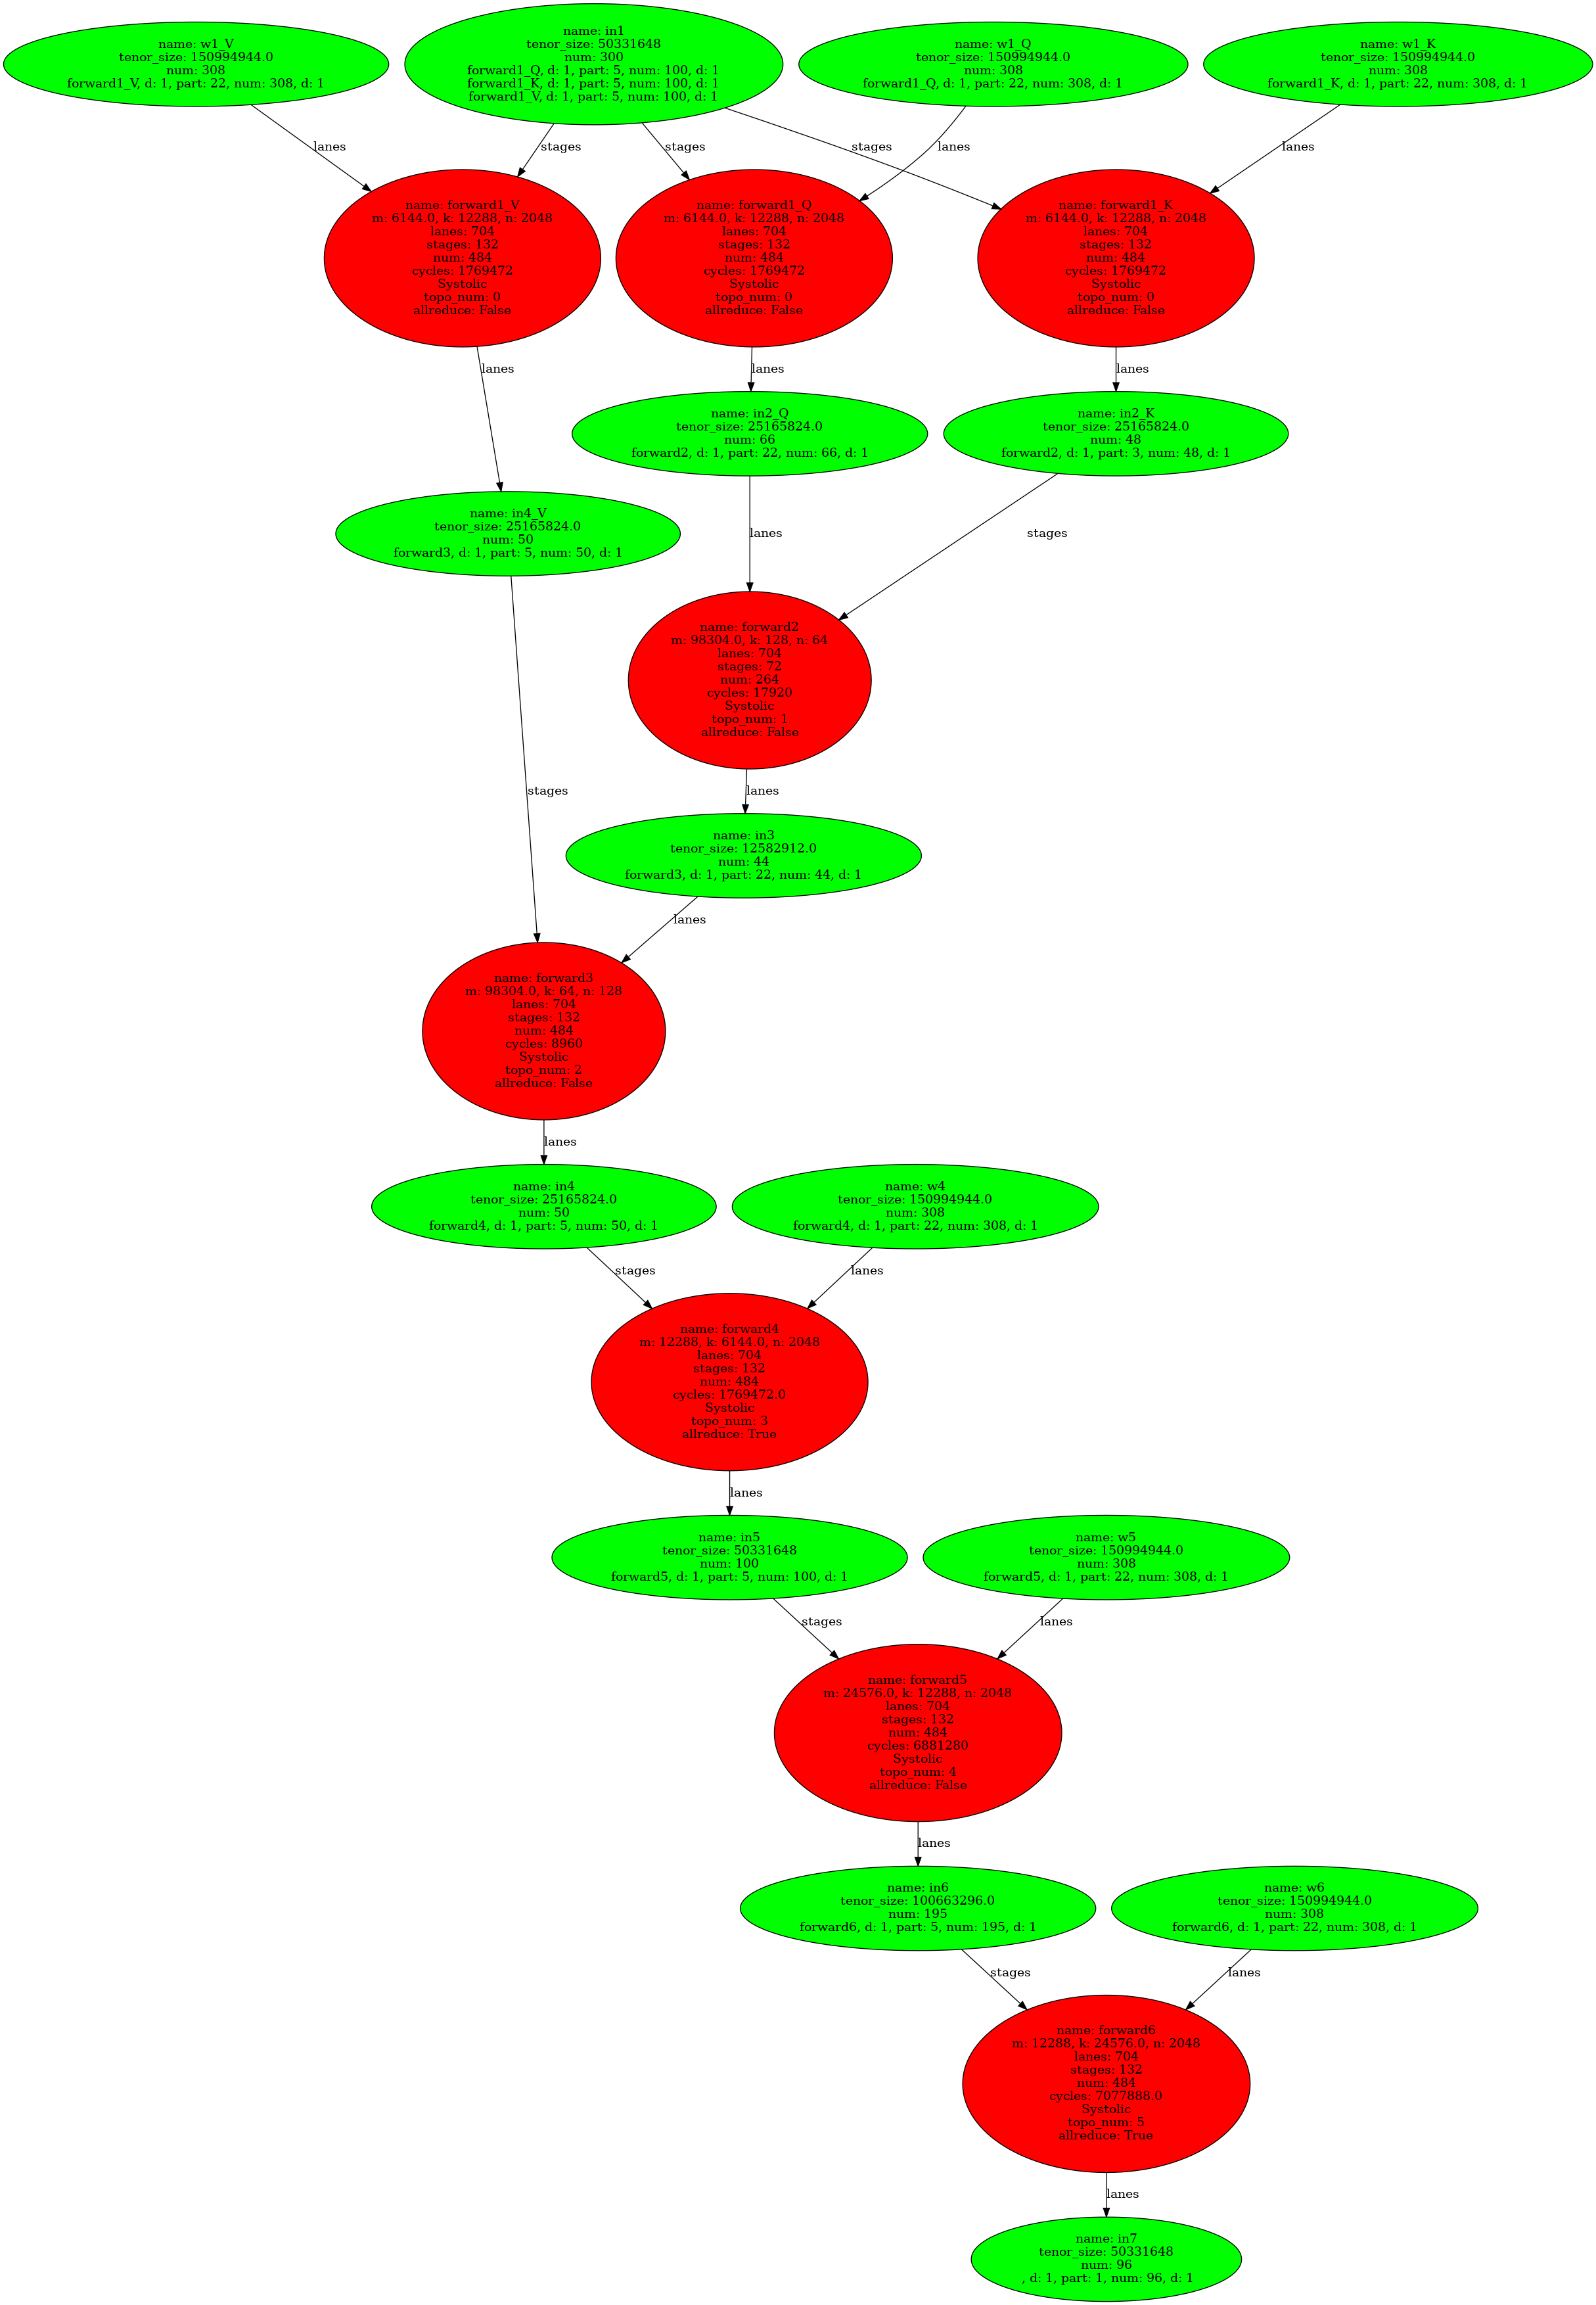 name: w1_V
tenor_size: 150994944.0
num: 308
forward1_V, d: 1, part: 22, num: 308, d: 1
name: in1
tenor_size: 50331648
num: 300
forward1_Q, d: 1, part: 5, num: 100, d: 1
forward1_K, d: 1, part: 5, num: 100, d: 1
forward1_V, d: 1, part: 5, num: 100, d: 1
name: w1_Q
tenor_size: 150994944.0
num: 308
forward1_Q, d: 1, part: 22, num: 308, d: 1
name: w1_K
tenor_size: 150994944.0
num: 308
forward1_K, d: 1, part: 22, num: 308, d: 1
lanes
stages
stages
stages
lanes
lanes
name: forward1_V
m: 6144.0, k: 12288, n: 2048
lanes: 704
stages: 132
num: 484
cycles: 1769472
Systolic
topo_num: 0
allreduce: False
name: forward1_Q
m: 6144.0, k: 12288, n: 2048
lanes: 704
stages: 132
num: 484
cycles: 1769472
Systolic
topo_num: 0
allreduce: False
name: forward1_K
m: 6144.0, k: 12288, n: 2048
lanes: 704
stages: 132
num: 484
cycles: 1769472
Systolic
topo_num: 0
allreduce: False
lanes
lanes
lanes
name: in2_Q
tenor_size: 25165824.0
num: 66
forward2, d: 1, part: 22, num: 66, d: 1
name: in2_K
tenor_size: 25165824.0
num: 48
forward2, d: 1, part: 3, num: 48, d: 1
name: in4_V
tenor_size: 25165824.0
num: 50
forward3, d: 1, part: 5, num: 50, d: 1
lanes
stages
name: forward2
m: 98304.0, k: 128, n: 64
lanes: 704
stages: 72
num: 264
cycles: 17920
Systolic
topo_num: 1
allreduce: False
stages
lanes
name: in3
tenor_size: 12582912.0
num: 44
forward3, d: 1, part: 22, num: 44, d: 1
lanes
name: forward3
m: 98304.0, k: 64, n: 128
lanes: 704
stages: 132
num: 484
cycles: 8960
Systolic
topo_num: 2
allreduce: False
lanes
name: in4
tenor_size: 25165824.0
num: 50
forward4, d: 1, part: 5, num: 50, d: 1
name: w4
tenor_size: 150994944.0
num: 308
forward4, d: 1, part: 22, num: 308, d: 1
stages
lanes
name: forward4
m: 12288, k: 6144.0, n: 2048
lanes: 704
stages: 132
num: 484
cycles: 1769472.0
Systolic
topo_num: 3
allreduce: True
lanes
name: in5
tenor_size: 50331648
num: 100
forward5, d: 1, part: 5, num: 100, d: 1
name: w5
tenor_size: 150994944.0
num: 308
forward5, d: 1, part: 22, num: 308, d: 1
stages
lanes
name: forward5
m: 24576.0, k: 12288, n: 2048
lanes: 704
stages: 132
num: 484
cycles: 6881280
Systolic
topo_num: 4
allreduce: False
lanes
name: in6
tenor_size: 100663296.0
num: 195
forward6, d: 1, part: 5, num: 195, d: 1
name: w6
tenor_size: 150994944.0
num: 308
forward6, d: 1, part: 22, num: 308, d: 1
stages
lanes
name: forward6
m: 12288, k: 24576.0, n: 2048
lanes: 704
stages: 132
num: 484
cycles: 7077888.0
Systolic
topo_num: 5
allreduce: True
lanes
name: in7
tenor_size: 50331648
num: 96
, d: 1, part: 1, num: 96, d: 1